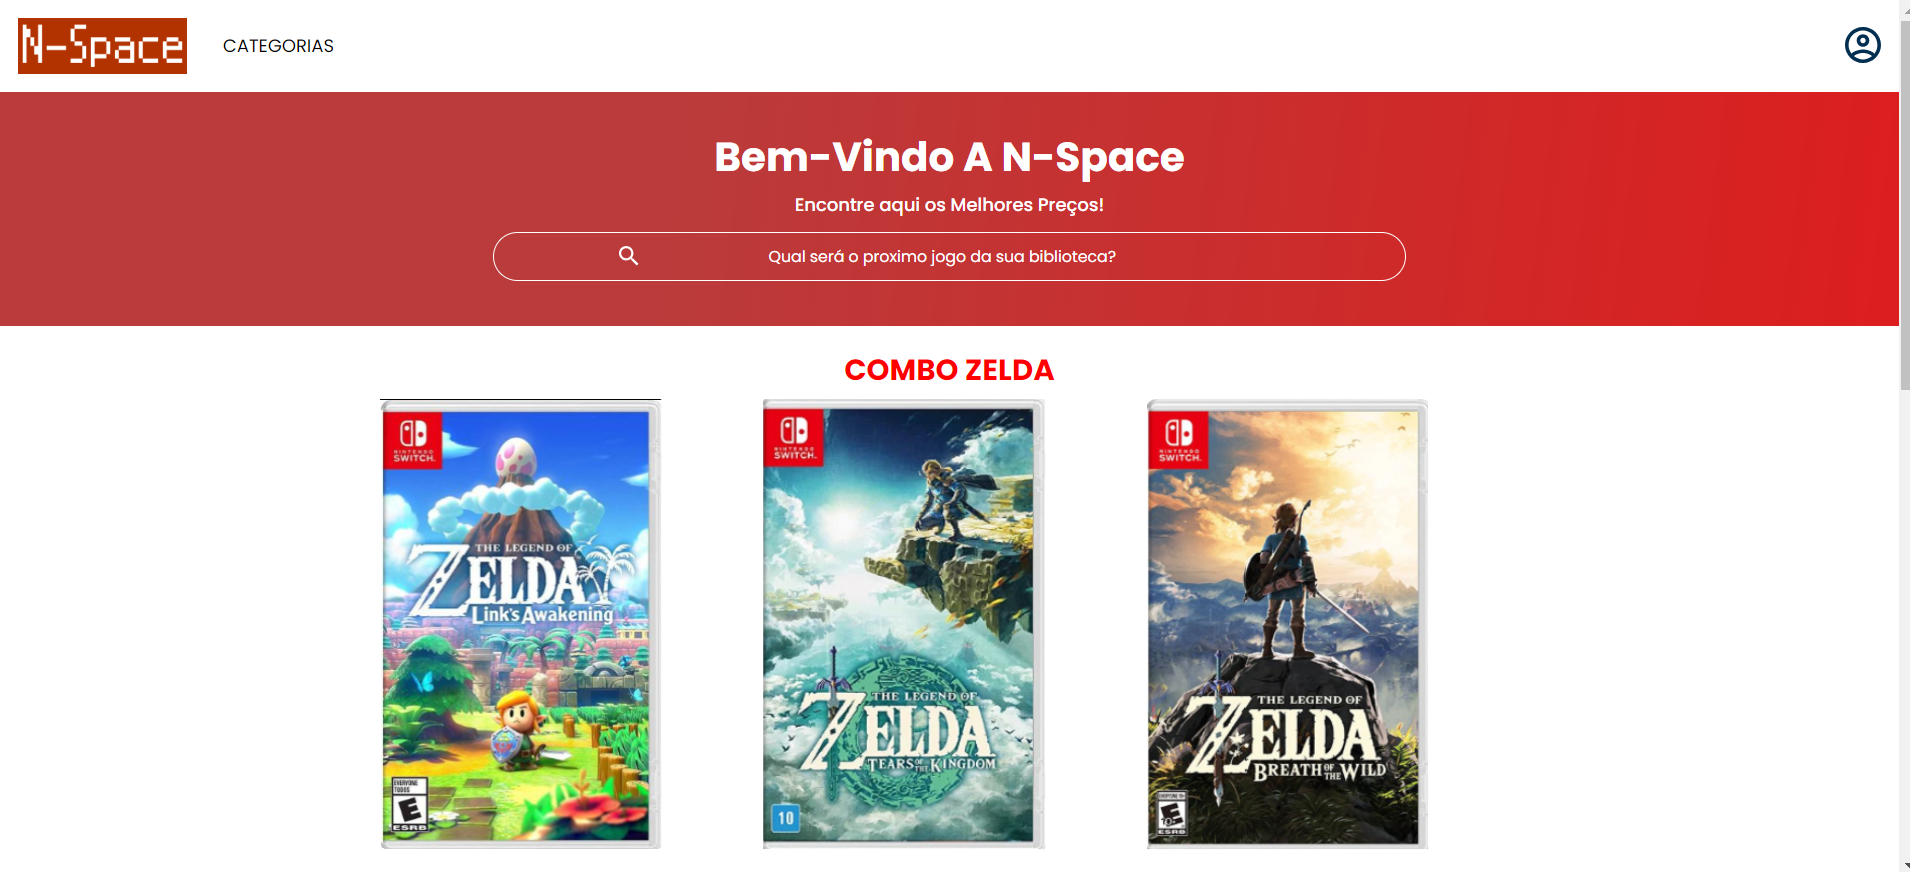 N-Space
CATEGORIAS
Bem-Vindo A N-Space
Encontre aqui os Melhores Preços!
Qual será o proximo jogo da sua biblioteca?
COMBO ZELDA
NINTENDO
SWITCH.
THE LEGEND OF
ZELDA
Link's Awakening
EVERYONE
TODOS
E
ESRB
NINTENDO
SWITCH.
THE LEGEND OF
ZELDA
TEARS OF THE KINGDOM
10
NINTENDO
SWITCH.
THE LEGEND OF
ZELDA
BREATH OF THE WILD
EVERYONE 10+
E
10+
ESRB